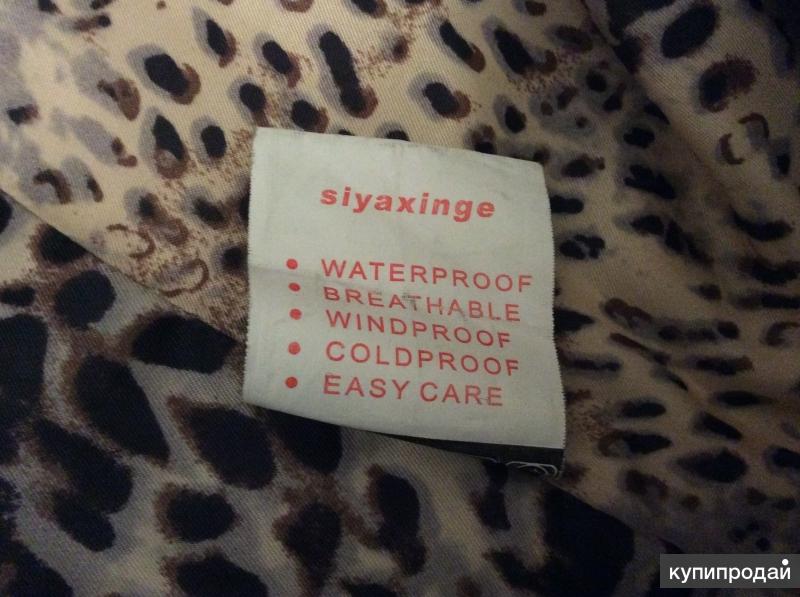 siyaxinge
• WATERPROOF
• BREATHABLE
• WINDPROOF
• COLDPROOF
• EASY CARE
купипродай